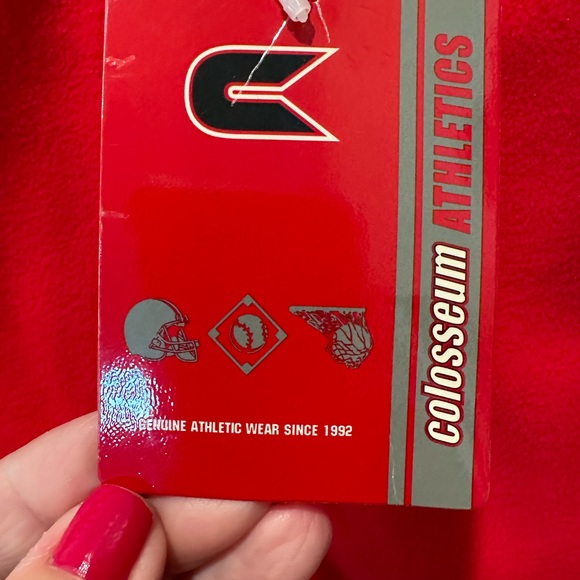 GENUINE ATHLETIC WEAR SINCE 1992
colosseum ATHLETICS